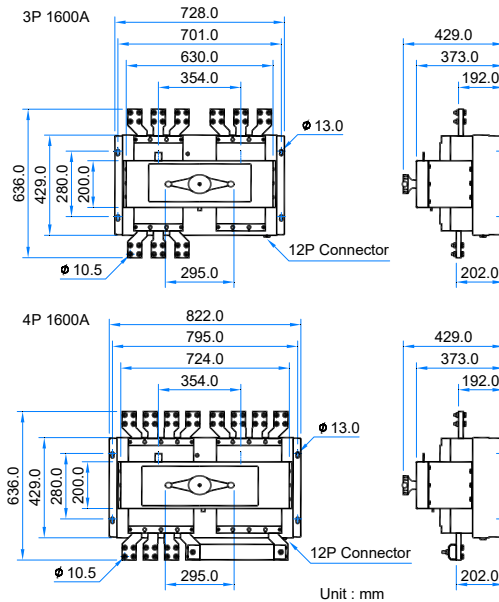 3P 1600A
728.0
701.0
630.0
354.0
429.0
373.0
192.0
ϕ 13.0
636.0
429.0
280.0
200.0
12P Connector
ϕ 10.5
295.0
202.0
4P 1600A
822.0
795.0
724.0
354.0
429.0
373.0
192.0
ϕ 13.0
636.0
429.0
280.0
200.0
12P Connector
ϕ 10.5
295.0
202.0
Unit : mm